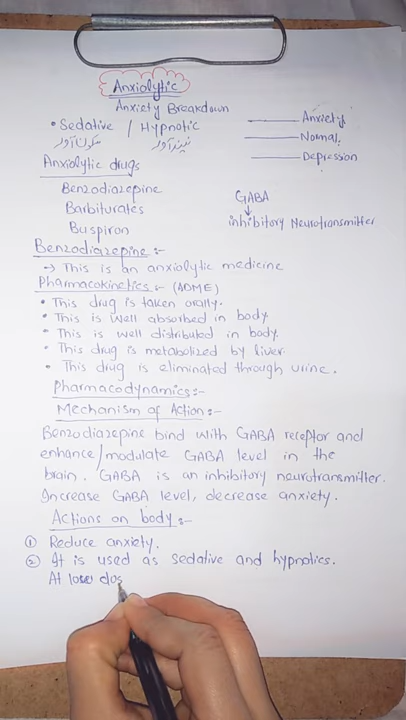 Anxiolytic
Anxiety Breakdown
• Sedative / Hypnotic
سکون آور نیند آور
Anxiety
Normal.
Depression
Anxiolytic drugs
Benzodiazepine
Barbiturates
Buspiron
GABA
↓
inhibitory Neurotransmitter
Benzodiazepine :-
→ This is an anxiolytic medicine
Pharmacokinetics :- (ADME)
• This drug is taken orally.
• This is well absorbed in body.
• This is well distributed in body.
• This drug is metabolized by liver.
• This drug is eliminated through urine.
Pharmacodynamics :-
Mechanism of Action :-
Benzodiazepine bind with GABA receptor and
enhance/modulate GABA level in the
brain. GABA is an inhibitory neurotransmitter.
Increase GABA level, decrease anxiety.
Actions on body :-
① Reduce anxiety.
② It is used as sedative and hypnotics.
At low dos